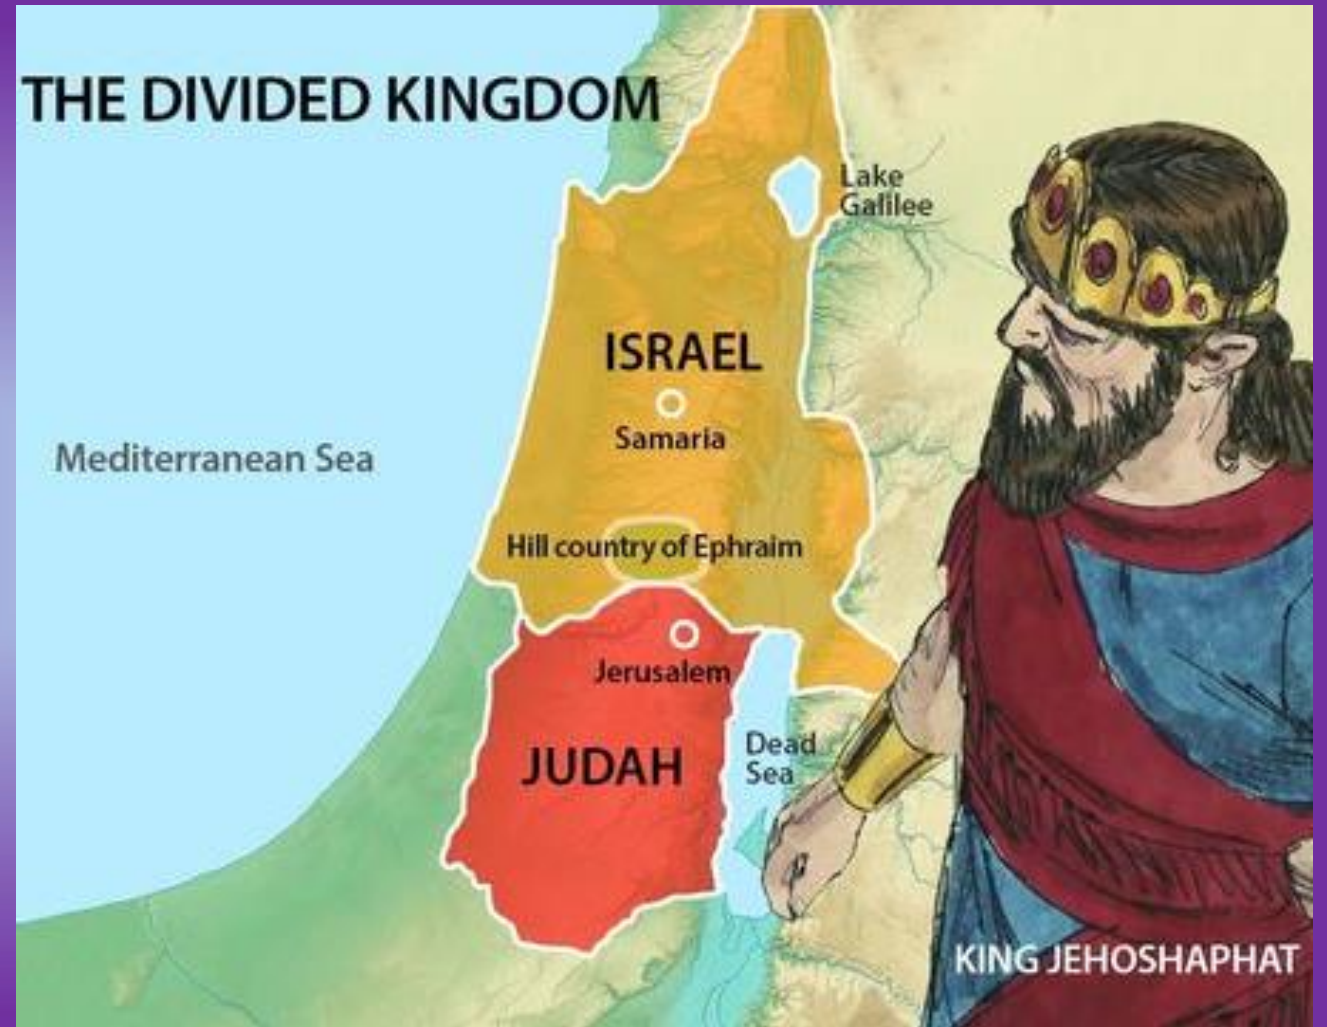 THE DIVIDED KINGDOM
Lake
Galilee
ISRAEL
Samaria
Mediterranean Sea
Hill country of Ephraim
Jerusalem
JUDAH
Dead
Sea
KING JEHOSHAPHAT